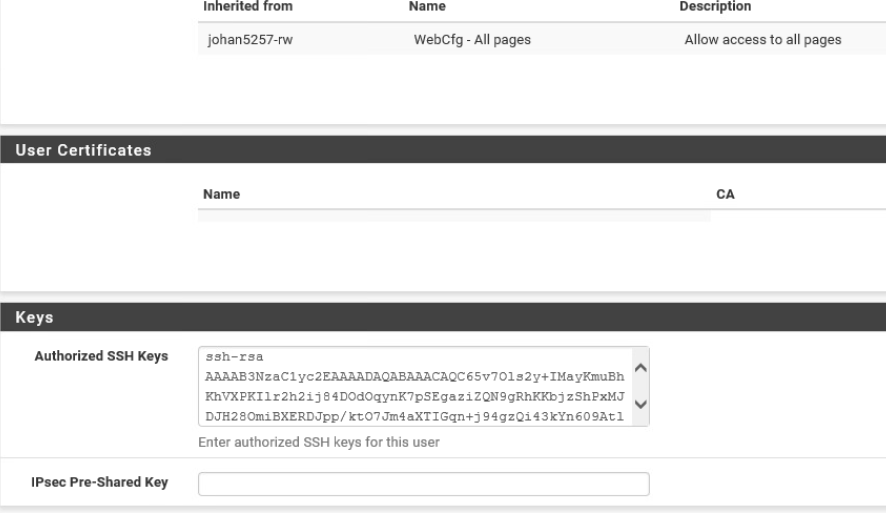 Inherited from Name Description
johan5257-rw WebCfg - All pages Allow access to all pages
User Certificates
Name CA
Keys
Authorized SSH Keys
ssh-rsa
AAAAB3NzaC1yc2EAAAADAQABAAACAQC65v7Ols2y+IMayKmuBh
KhVXPKIlr2h2ij84DOdOqynK7pSEgaziZQN9gRhKKbjzShPxMJ
DJH28OmiBXERDJpp/ktO7Jm4aXTIGqn+j94gzQi43kYn609Atl
Enter authorized SSH keys for this user
IPsec Pre-Shared Key